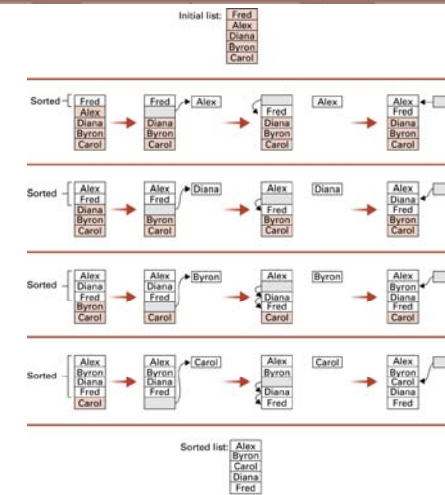 Initial list: Fred
Alex
Diana
Byron
Carol
Sorted
Fred
Alex
Diana
Byron
Carol
Fred
Diana
Byron
Carol
Alex
Fred
Diana
Byron
Carol
Alex
Alex
Fred
Diana
Byron
Carol
Sorted
Alex
Fred
Diana
Byron
Carol
Alex
Fred
Byron
Carol
Diana
Alex
Fred
Byron
Carol
Diana
Alex
Diana
Fred
Byron
Carol
Sorted
Alex
Diana
Fred
Byron
Carol
Alex
Diana
Fred
Carol
Byron
Alex
Diana
Fred
Carol
Byron
Alex
Byron
Diana
Fred
Carol
Sorted
Alex
Byron
Diana
Fred
Carol
Alex
Byron
Diana
Fred
Carol
Alex
Byron
Diana
Fred
Carol
Alex
Byron
Carol
Diana
Fred
Sorted list: Alex
Byron
Carol
Diana
Fred